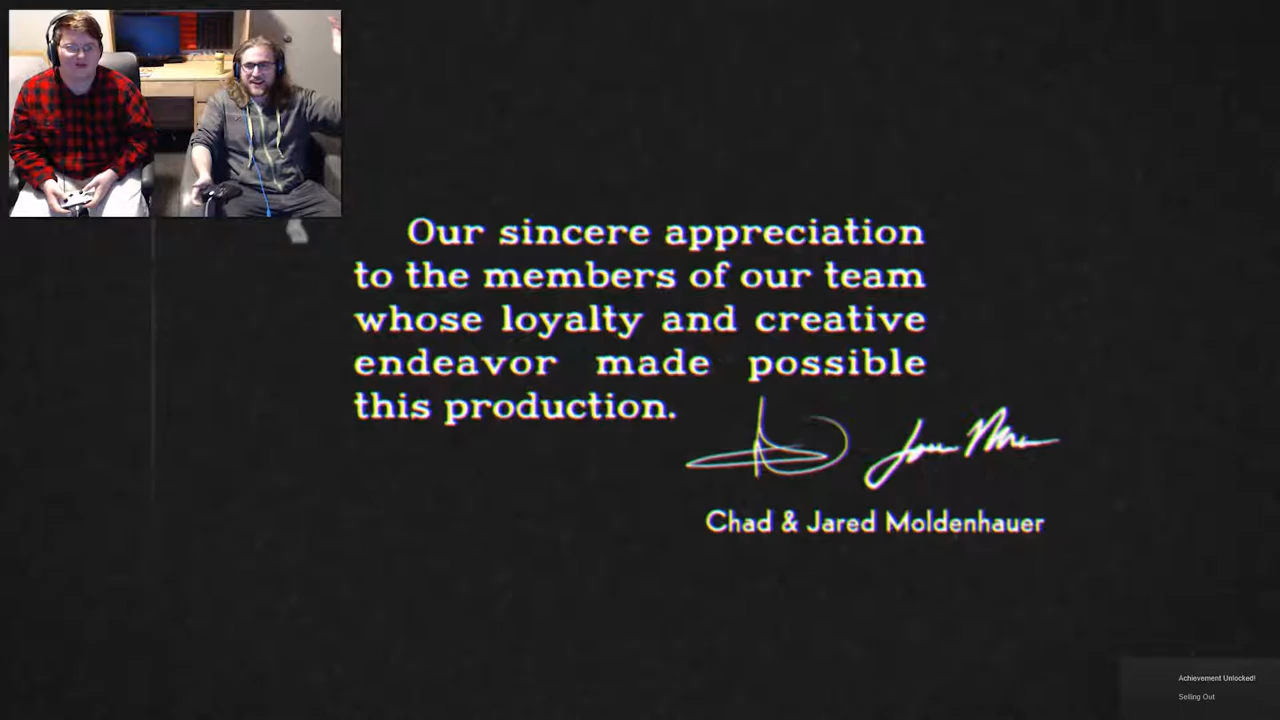 Our sincere appreciation
to the members of our team
whose loyalty and creative
endeavor made possible
this production.
Chad & Jared Moldenhauer
Achievement Unlocked!
Selling Out